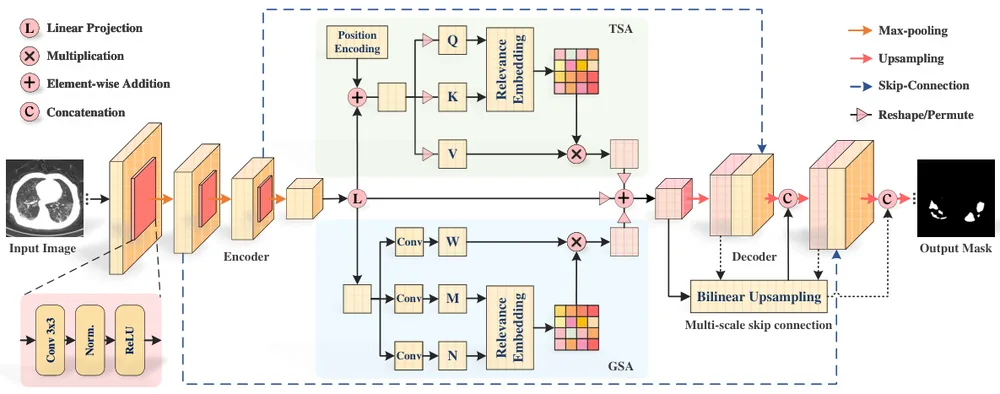 L Linear Projection
Multiplication
Element-wise Addition
C Concatenation
Position
Encoding
TSA
Q
K
V
Relevance
Embedding
Max-pooling
Upsampling
Skip-Connection
Reshape/Permute
L
C
C
Input Image
Encoder
Decoder
Output Mask
Conv
W
Conv
M
Conv
N
Relevance
Embedding
GSA
Bilinear Upsampling
Multi-scale skip connection
Conv 3x3
Norm.
ReLU